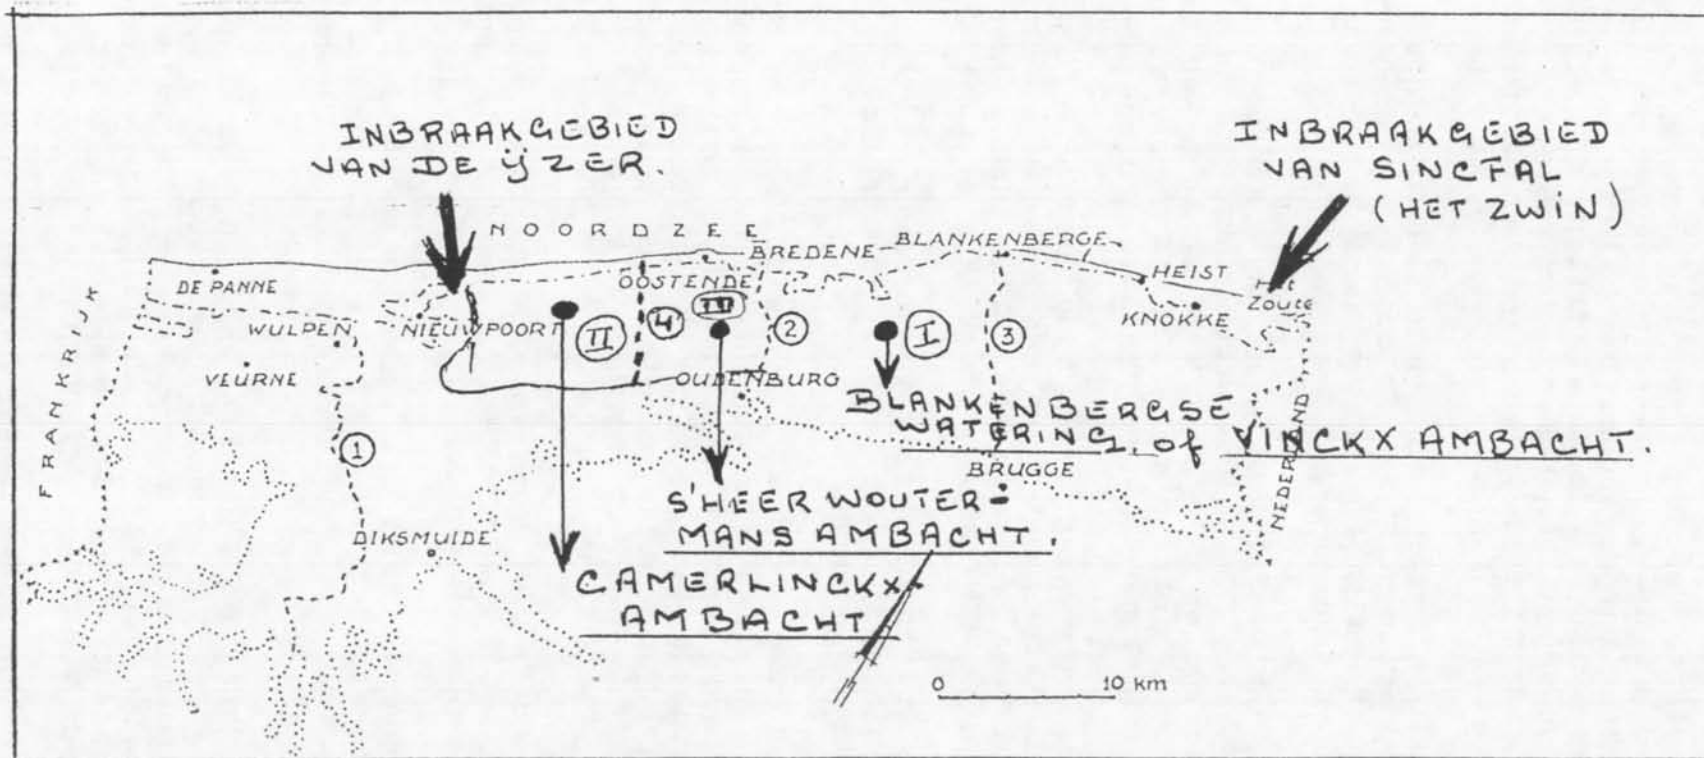 INBRAAKGEBIED
VAN DE ÿZER.
INBRAAKGEBIED
VAN SINCFAL
(HET ZWIN)
NOORDZEE
BREDENE
BLANKENBERGE
HEIST
Het
Zoute
KNOKKE
DE PANNE
OOSTENDE
WULPEN
NIEUWPOORT
II
4
III
2
I
3
VEURNE
OUDENBURG
FRANKRIJK
1
BLANKENBERGSE
WATERING. of VINCKX AMBACHT.
BRUGGE
NEDERLAND
S'HEER WOUTER-
MANS AMBACHT.
DIKSMUIDE
CAMERLINCKX-
AMBACHT
0 10 km